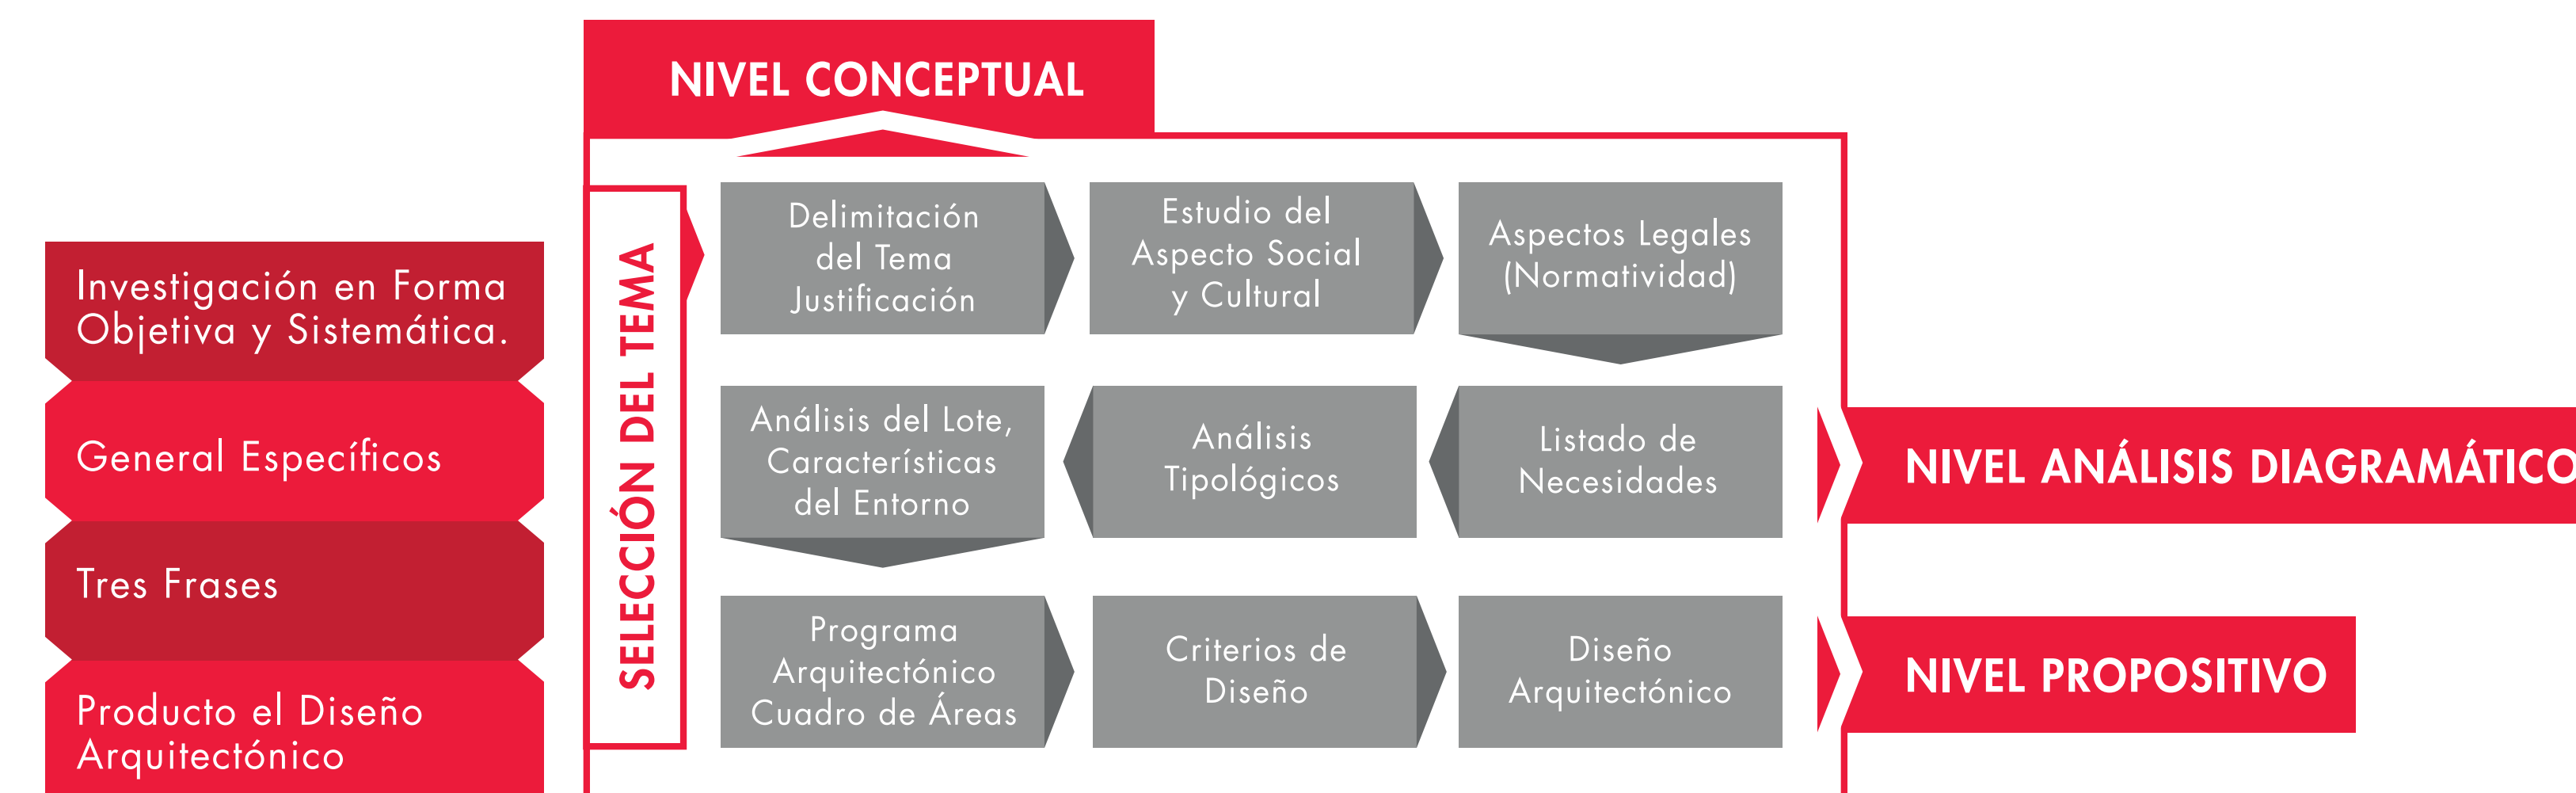 NIVEL CONCEPTUAL
Investigación en Forma
Objetiva y Sistemática.
General Específicos
Tres Frases
Producto el Diseño
Arquitectónico
SELECCIÓN DEL TEMA
Delimitación
del Tema
Justificación
Estudio del
Aspecto Social
y Cultural
Aspectos Legales
(Normatividad)
Análisis del Lote,
Características
del Entorno
Análisis
Tipológicos
Listado de
Necesidades
NIVEL ANÁLISIS DIAGRAMÁTICO
Programa
Arquitectónico
Cuadro de Áreas
Criterios de
Diseño
Diseño
Arquitectónico
NIVEL PROPOSITIVO